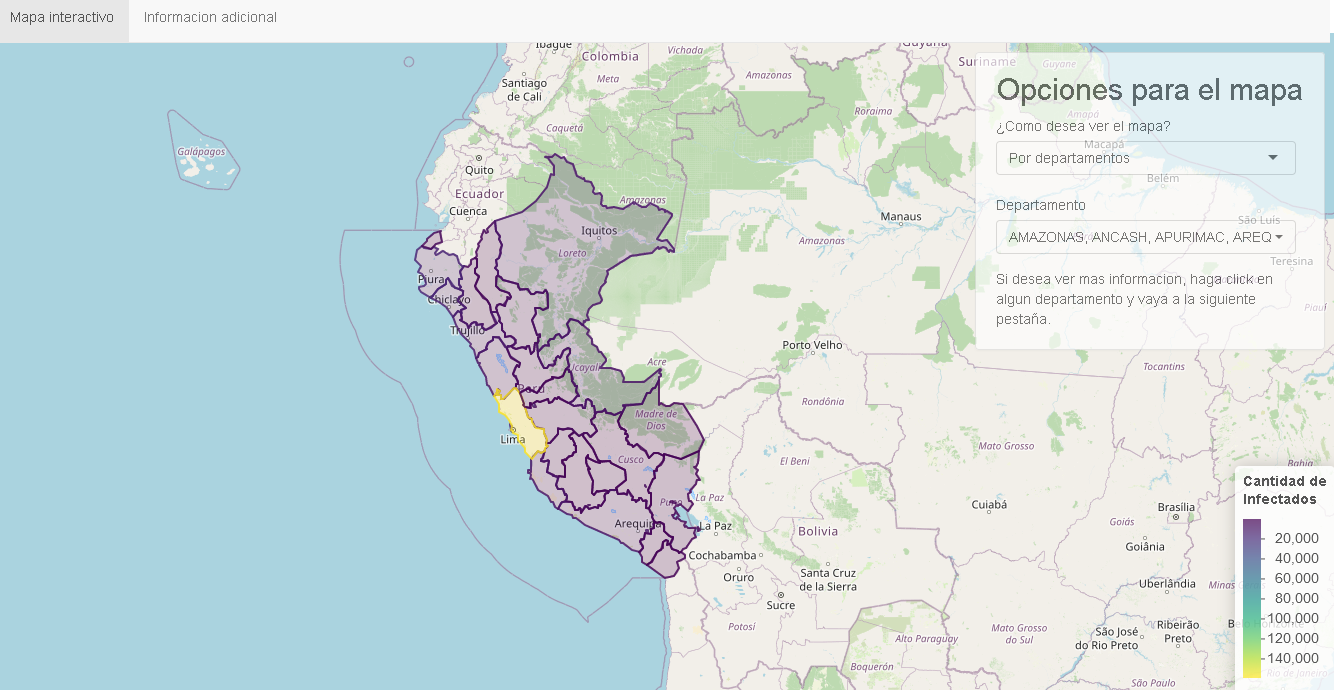 Mapa interactivo
Informacion adicional
Ibagué
Colombia
Vichada
Guyana
Suriname
Guyane
Meta
Amazonas
Santiago
de Cali
Roraima
Amapá
Caquetá
Galápagos
Quito
Ecuador
Cuenca
Amazonas
Macapá
Belém
Manaus
São Luís
Iquitos
Loreto
Amazonas
Teresina
Piura
Chiclayo
Trujillo
Piauí
Porto Velho
Acre
Ucayali
Tocantins
Perú
Rondônia
Madre de
Dios
Lima
Cusco
El Beni
Mato Grosso
Bahia
Puno
La Paz
Arequipa
La Paz
Bolivia
Cuiabá
Brasília
Goiás
Goiânia
Cochabamba
Oruro
Santa Cruz
de la Sierra
Uberlândia
Minas
Sucre
Potosí
Mato Grosso
do Sul
Alto Paraguay
São José
do Rio Preto
Ribeirão
Preto
Belo Horizonte
Boquerón
São Paulo
Rio de Janeiro
Opciones para el mapa
¿Como desea ver el mapa?
Por departamentos
Departamento
AMAZONAS, ANCASH, APURIMAC, AREQ
Si desea ver mas informacion, haga click en
algun departamento y vaya a la siguiente
pestaña.
Cantidad de
Infectados
20,000
40,000
60,000
80,000
100,000
120,000
140,000